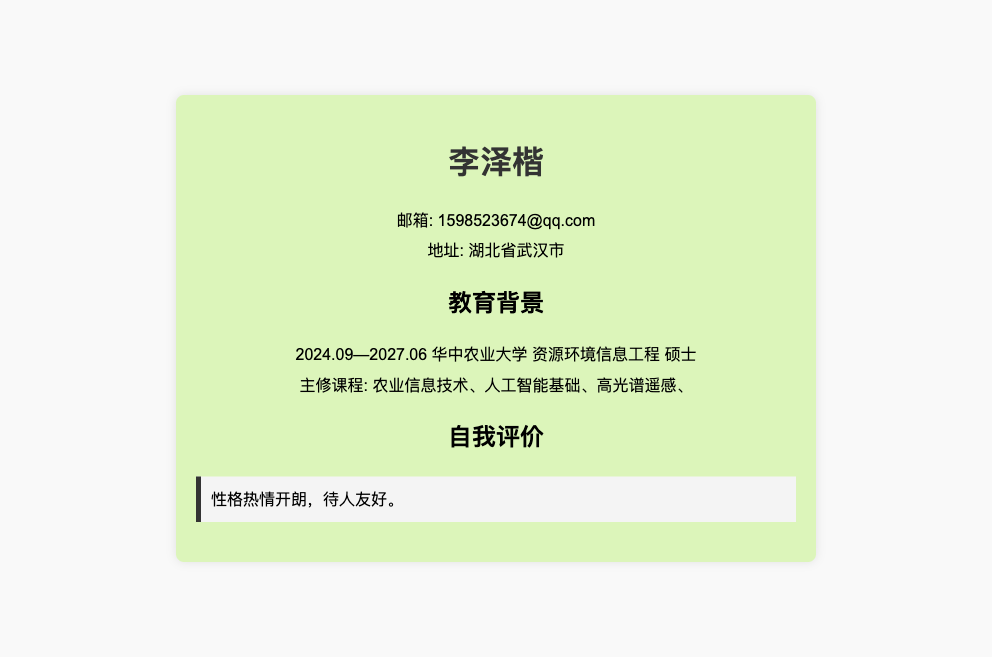 李泽楷
邮箱: 1598523674@qq.com
地址: 湖北省武汉市
教育背景
2024.09—2027.06 华中农业大学 资源环境信息工程 硕士
主修课程: 农业信息技术、人工智能基础、高光谱遥感、
自我评价
性格热情开朗，待人友好。